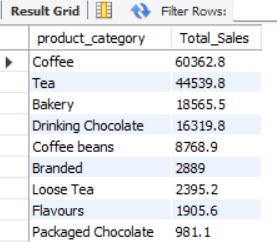 Result Grid Filter Rows:
product_category Total_Sales
Coffee 60362.8
Tea 44539.8
Bakery 18565.5
Drinking Chocolate 16319.8
Coffee beans 8768.9
Branded 2889
Loose Tea 2395.2
Flavours 1905.6
Packaged Chocolate 981.1